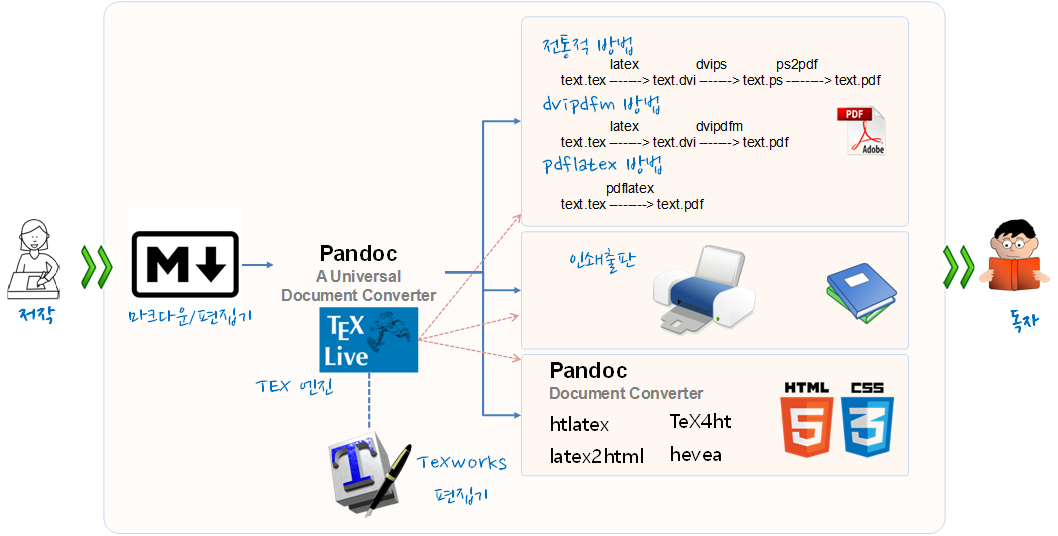 전통적 방법
latex dvips ps2pdf
text.tex -------> text.dvi -------> text.ps --------> text.pdf
dvipdfm 방법
latex dvipdfm
text.tex -------> text.dvi -------> text.pdf
pdflatex 방법
pdflatex
text.tex --------> text.pdf
PDF
Adobe
저작
M
마크다운/편집기
Pandoc
A Universal
Document Converter
TEX
Live
TEX 엔진
T
TeXworks
편집기
인쇄출판
Pandoc
Document Converter
htlatex TeX4ht
latex2html hevea
HTML CSS
5 3
독자